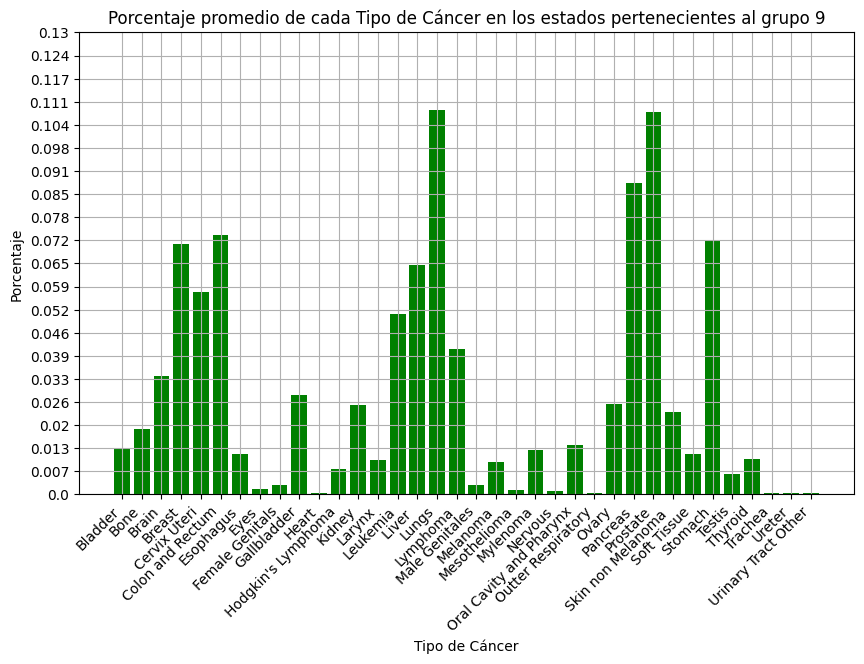 Porcentaje promedio de cada Tipo de Cáncer en los estados pertenecientes al grupo 9
Porcentaje
0.13
0.124
0.117
0.111
0.104
0.098
0.091
0.085
0.078
0.072
0.065
0.059
0.052
0.046
0.039
0.033
0.026
0.02
0.013
0.007
0.0
Bladder
Bone
Brain
Breast
Cervix Uteri
Colon and Rectum
Esophagus
Eyes
Female Genitals
Gallbladder
Heart
Hodgkin's Lymphoma
Kidney
Larynx
Leukemia
Liver
Lungs
Lymphoma
Male Genitales
Melanoma
Mesothelioma
Mylenoma
Nervous
Oral Cavity and Pharynx
Outter Respiratory
Ovary
Pancreas
Prostate
Skin non Melanoma
Soft Tissue
Stomach
Testis
Thyroid
Trachea
Ureter
Urinary Tract Other
Tipo de Cáncer